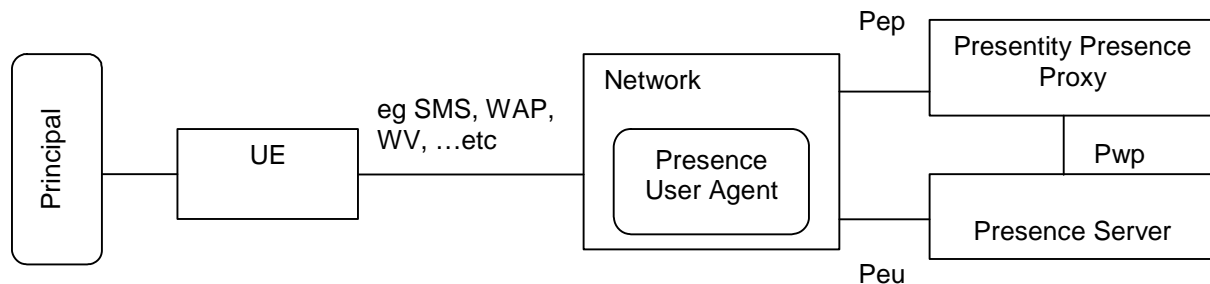 Principal
UE
eg SMS, WAP,
WV, …etc
Network
Presence
User Agent
Pep
Presentity Presence
Proxy
Pwp
Presence Server
Peu